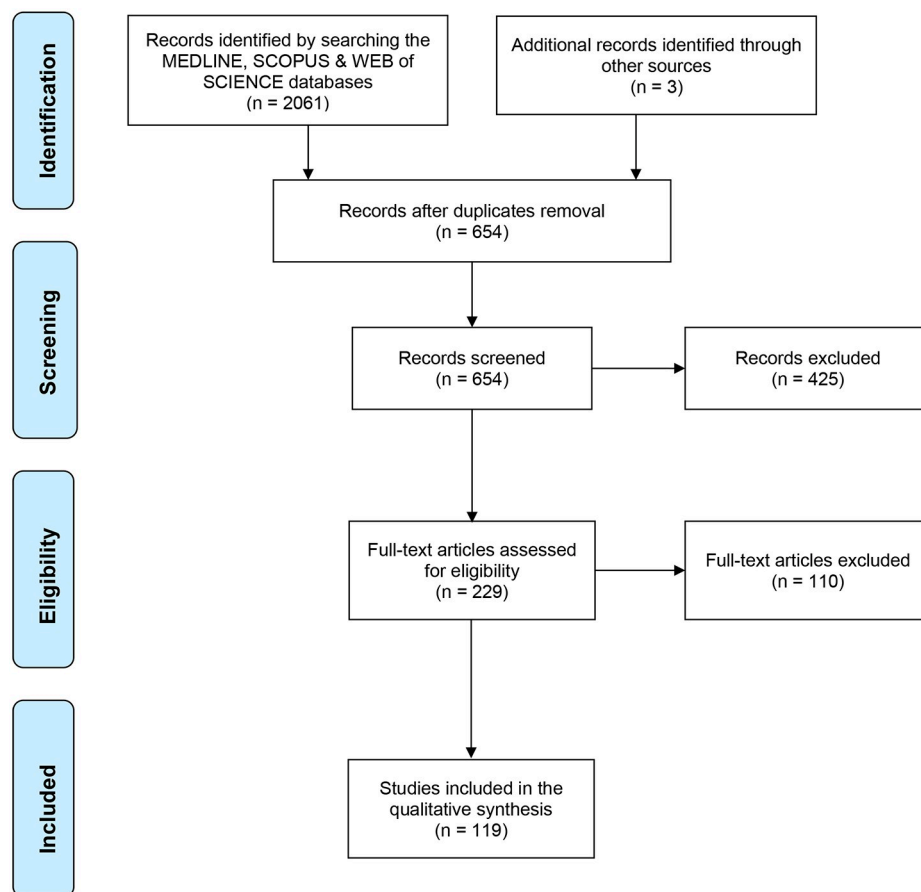 Identification
Records identified by searching the
MEDLINE, SCOPUS & WEB of
SCIENCE databases
(n = 2061)
Additional records identified through
other sources
(n = 3)
Records after duplicates removal
(n = 654)
Screening
Records screened
(n = 654)
Records excluded
(n = 425)
Eligibility
Full-text articles assessed
for eligibility
(n = 229)
Full-text articles excluded
(n = 110)
Included
Studies included in the
qualitative synthesis
(n = 119)